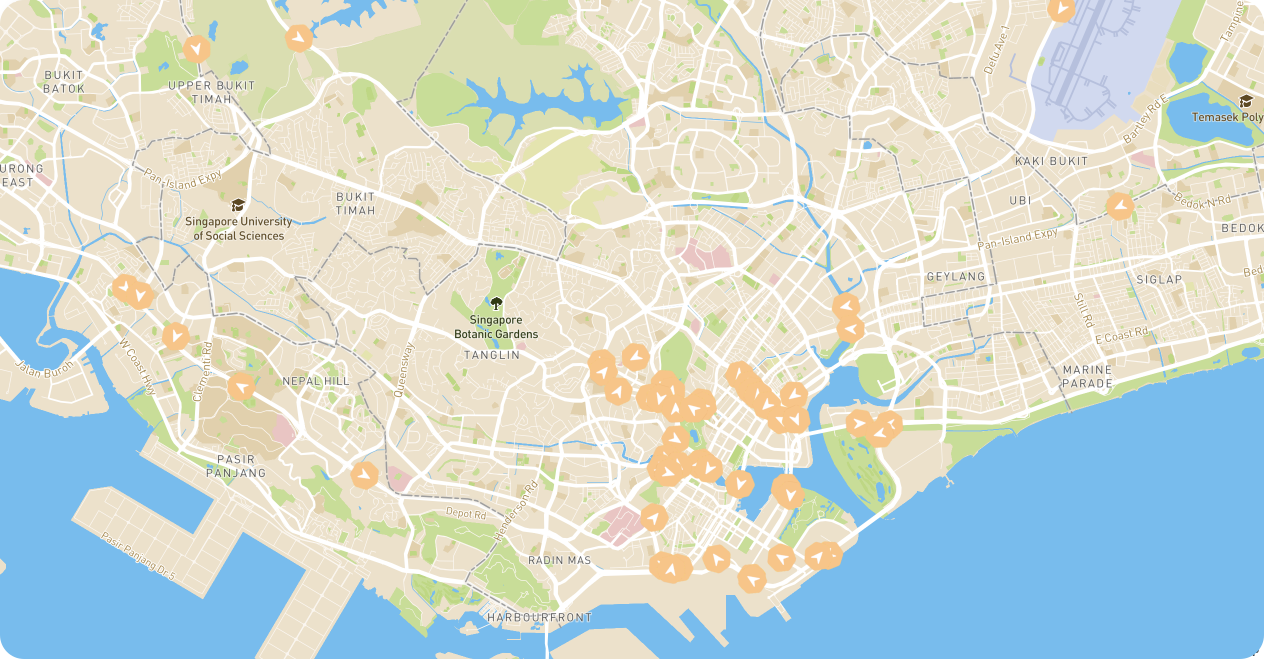 Defu Ave 1
Tampine
BUKIT
BATOK
UPPER BUKIT
TIMAH
Bartley Rd E
Temasek Poly
URONG
EAST
Pan-Island Expy
KAKI BUKIT
BUKIT
TIMAH
UBI
Bedok N Rd
Singapore University
of Social Sciences
BEDOK
Pan-Island Expy
GEYLANG
SIGLAP
Bed
Singapore
Botanic Gardens
Still Rd
E Coast Rd
TANGLIN
W Coast Hwy
Clementi Rd
Queensway
Jalan Buroh
NEPAL HILL
MARINE
PARADE
PASIR
PANJANG
Henderson Rd
Depot Rd
Pasir Panjang Dr 5
RADIN MAS
HARBOURFRONT